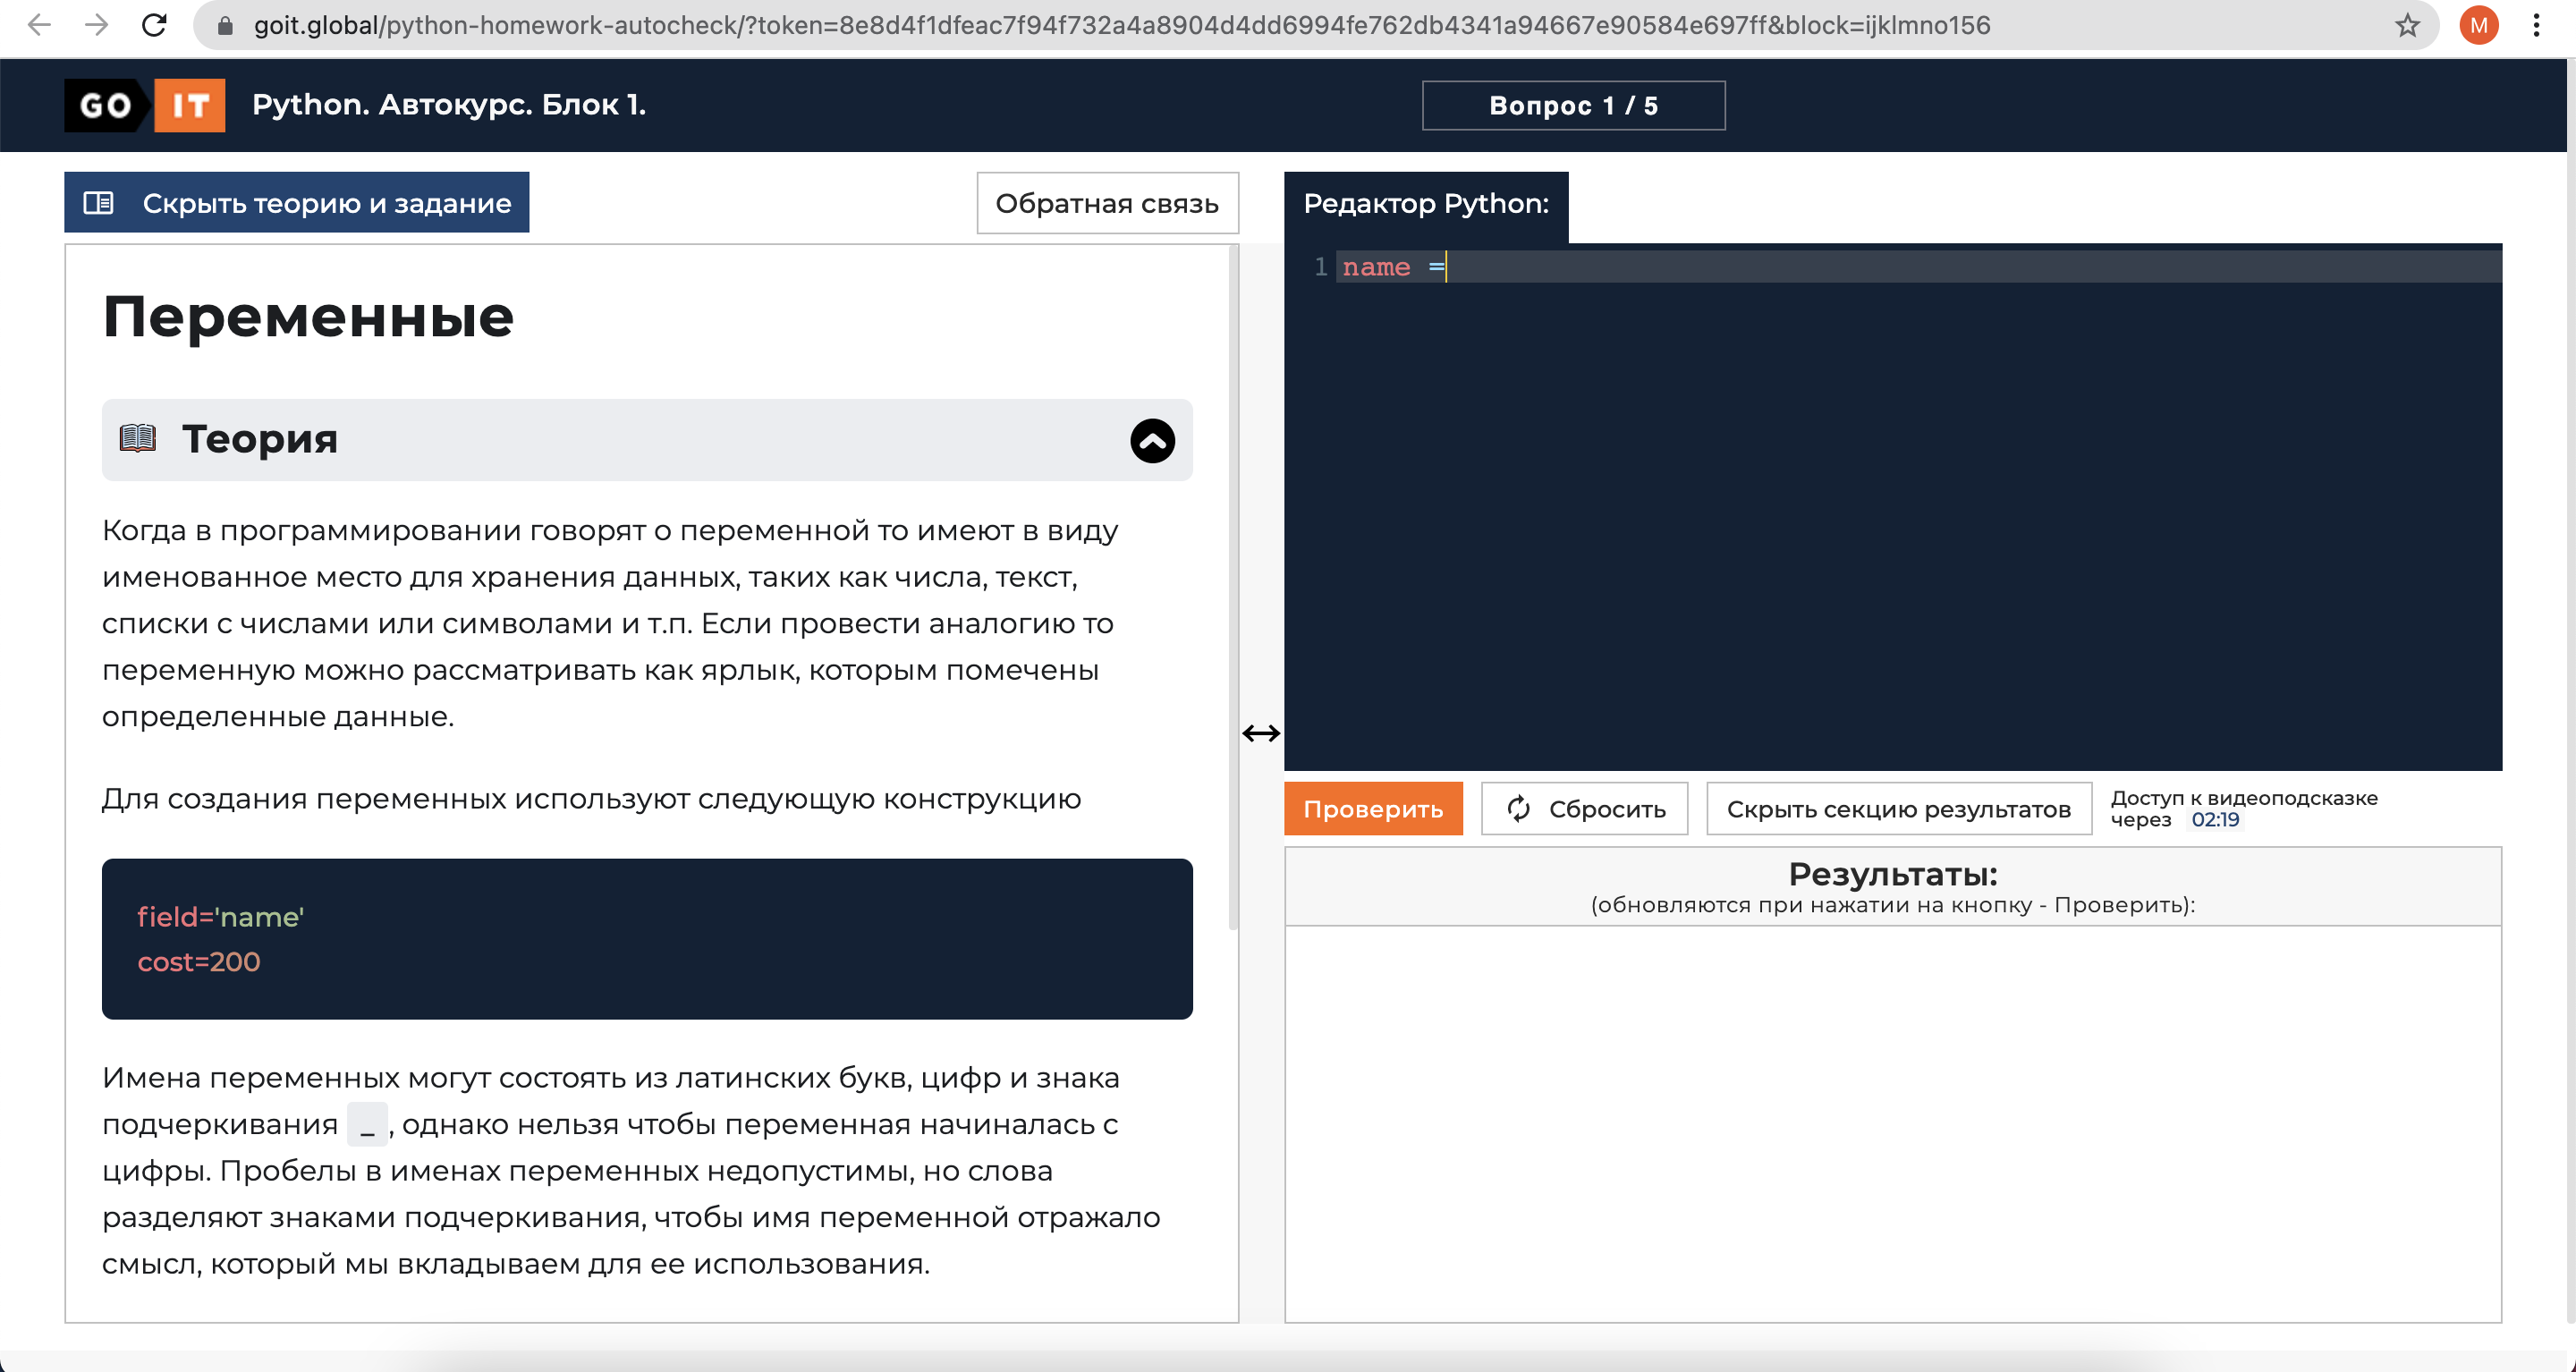 goit.global/python-homework-autocheck/?token=8e8d4f1dfeac7f94f732a4a8904d4dd6994fe762db4341a94667e90584e697ff&block=ijklmno156
M
GO IT
Python. Автокурс. Блок 1.
Вопрос 1 / 5
Скрыть теорию и задание
Обратная связь
Переменные
Теория
Когда в программировании говорят о переменной то имеют в виду
именованное место для хранения данных, таких как числа, текст,
списки с числами или символами и т.п. Если провести аналогию то
переменную можно рассматривать как ярлык, которым помечены
определенные данные.
Для создания переменных используют следующую конструкцию
field='name'
cost=200
Имена переменных могут состоять из латинских букв, цифр и знака
подчеркивания _, однако нельзя чтобы переменная начиналась с
цифры. Пробелы в именах переменных недопустимы, но слова
разделяют знаками подчеркивания, чтобы имя переменной отражало
смысл, который мы вкладываем для ее использования.
Редактор Python:
1 name =
Проверить
Сбросить
Скрыть секцию результатов
Доступ к видеоподсказке
через 02:19
Результаты:
(обновляются при нажатии на кнопку - Проверить):